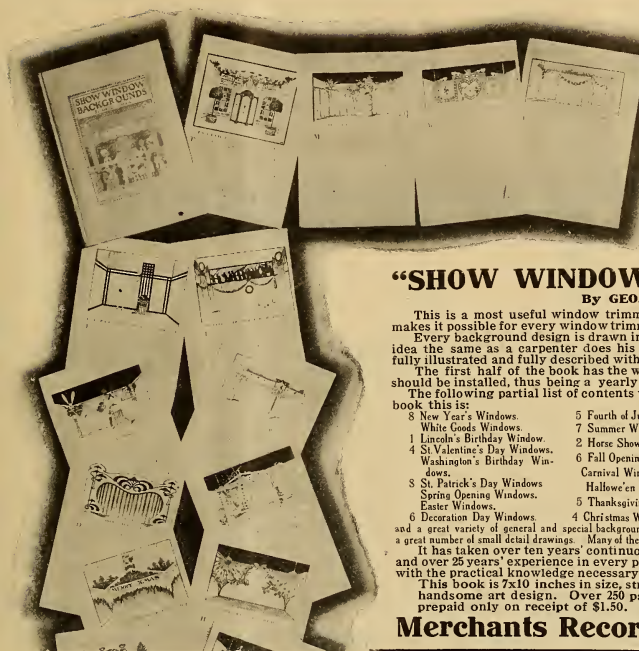 SHOW WINDOW
BACKGROUNDS
"SHOW WINDOW
By GEO
This is a most useful window trimm
makes it possible for every window trimm
Every background design is drawn in
idea the same as a carpenter does his
fully illustrated and fully described with
The first half of the book has the w
should be installed, thus being a yearly
The following partial list of contents
book this is:
8 New Year's Windows.
White Goods Windows.
1 Lincoln's Birthday Window.
4 St. Valentine's Day Windows.
Washington's Birthday Win-
dows.
8 St. Patrick's Day Windows
Spring Opening Windows.
Easter Windows.
6 Decoration Day Windows.
5 Fourth of Ju
7 Summer W
2 Horse Show
6 Fall Openin
Carnival Win
Hallowe'en
5 Thanksgivi
4 Christmas W
and a great variety of general and special backgroun
a great number of small detail drawings. Many of the
It has taken over ten years' continuo
and over 25 years' experience in every p
with the practical knowledge necessary
This book is 7x10 inches in size, str
handsome art design. Over 250 pa
prepaid only on receipt of $1.50.
Merchants Recor